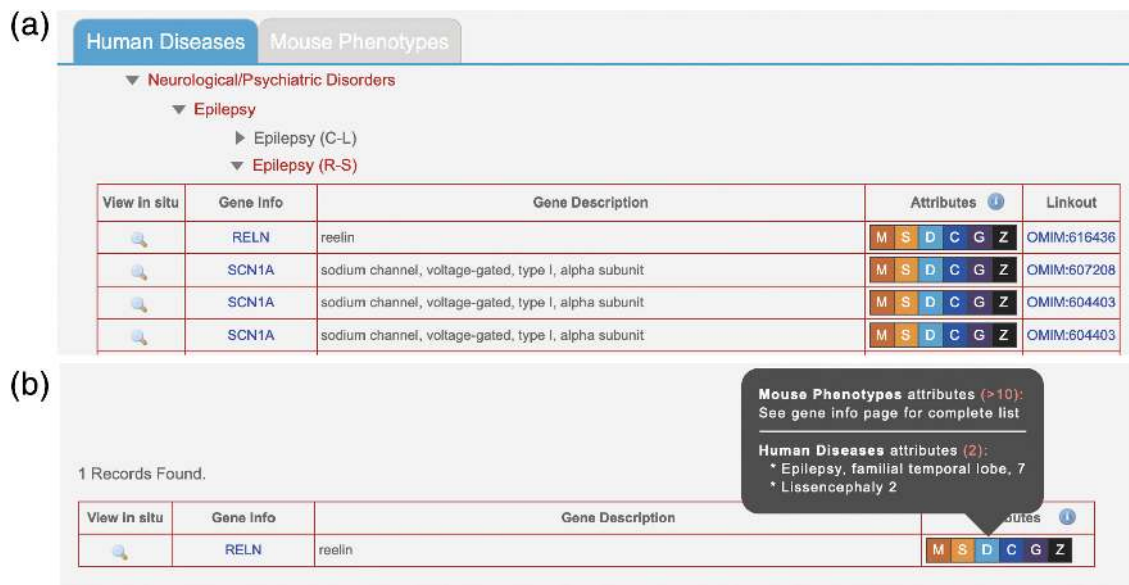 (a)
Human Diseases Mouse Phenotypes
Neurological/Psychiatric Disorders
Epilepsy
Epilepsy (C-L)
Epilepsy (R-S)
View in situ Gene Info Gene Description Attributes i Linkout
RELN reelin M S D C G Z OMIM:616436
SCN1A sodium channel, voltage-gated, type I, alpha subunit M S D C G Z OMIM:607208
SCN1A sodium channel, voltage-gated, type I, alpha subunit M S D C G Z OMIM:604403
SCN1A sodium channel, voltage-gated, type I, alpha subunit M S D C G Z OMIM:604403
(b)
Mouse Phenotypes attributes (>10):
See gene info page for complete list
Human Diseases attributes (2):
* Epilepsy, familial temporal lobe, 7
* Lissencephaly 2
1 Records Found.
View in situ Gene Info Gene Description butes i
RELN reelin M S D C G Z